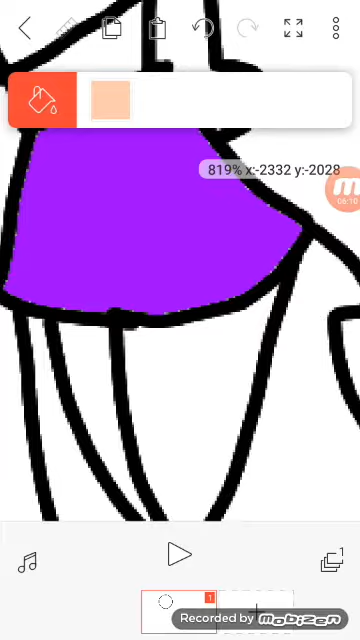 819% x:-2332 y:-2028
06:10
1
1
Recorded by mobizen